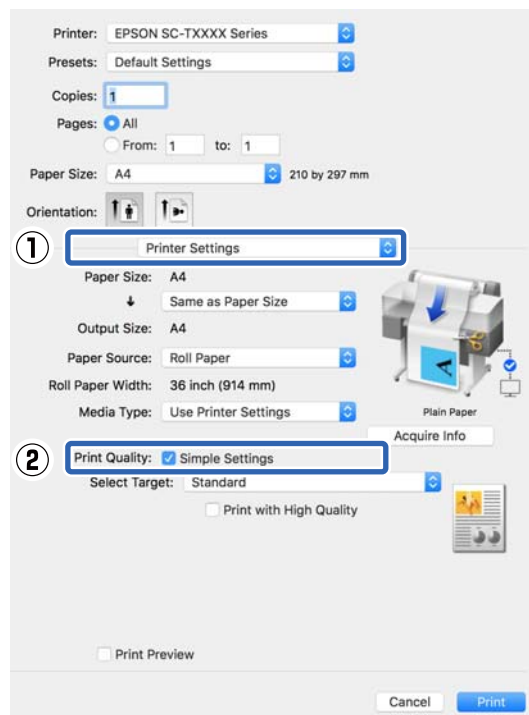 Printer: EPSON SC-TXXXX Series
Presets: Default Settings
Copies: 1
Pages: All
From: 1 to: 1
Paper Size: A4 210 by 297 mm
Orientation:
1 Printer Settings
Paper Size: A4
Same as Paper Size
Output Size: A4
Paper Source: Roll Paper
Roll Paper Width: 36 inch (914 mm)
Media Type: Use Printer Settings
Plain Paper
Acquire Info
2 Print Quality: Simple Settings
Select Target: Standard
Print with High Quality
Print Preview
Cancel Print